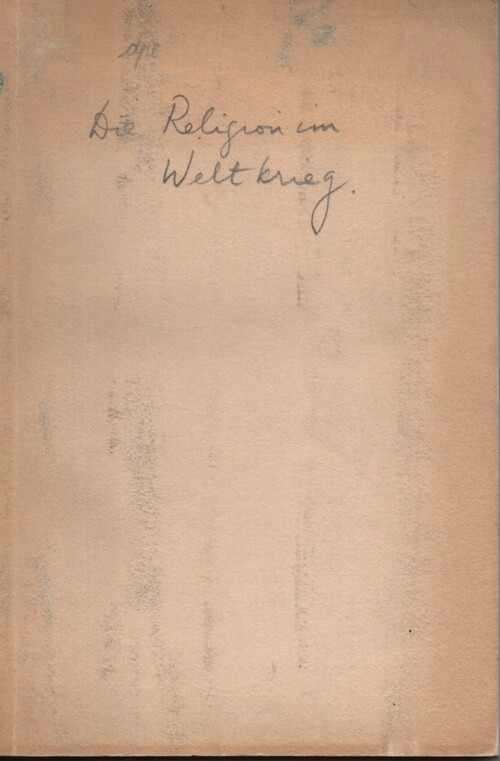 Die Religion im
Weltkrieg.